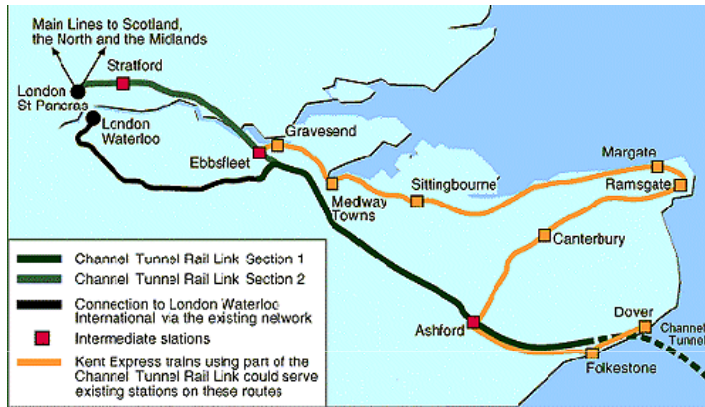 Main Lines to Scotland,
the North and the Midlands
Stratford
London
St Pancras
London
Waterloo
Gravesend
Ebbsfleet
Margate
Ramsgate
Sittingbourne
Medway
Towns
Canterbury
Channel Tunnel Rail Link Section 1
Channel Tunnel Rail Link Section 2
Connection to London Waterloo
International via the existing network
Intermediate stations
Kent Express trains using part of the
Channel Tunnel Rail Link could serve
existing stations on these routes
Ashford
Dover
Channel
Tunnel
Folkestone